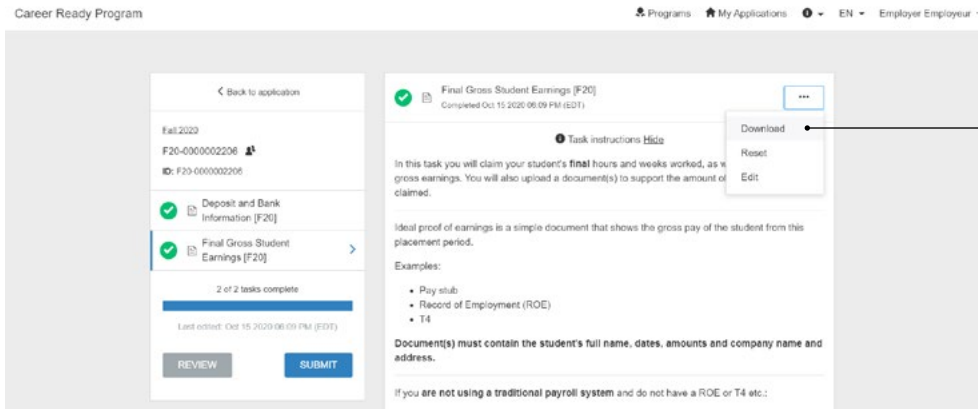 Career Ready Program
Programs My Applications EN Employer Employeur
Back to application
Fall 2020
F20-0000002206
ID: F20-0000002206
Deposit and Bank
Information [F20]
Final Gross Student
Earnings [F20]
2 of 2 tasks complete
Last edited: Oct 15 2020 06:09 PM (EDT)
REVIEW SUBMIT
Final Gross Student Earnings [F20]
Completed Oct 15 2020 06:09 PM (EDT)
...
Download
Reset
Edit
Task instructions Hide
In this task you will claim your student's final hours and weeks worked, as
gross earnings. You will also upload a document(s) to support the amount of
claimed.
Ideal proof of earnings is a simple document that shows the gross pay of the student from this
placement period.
Examples:
• Pay stub
• Record of Employment (ROE)
• T4
Document(s) must contain the student's full name, dates, amounts and company name and
address.
If you are not using a traditional payroll system and do not have a ROE or T4 etc.: